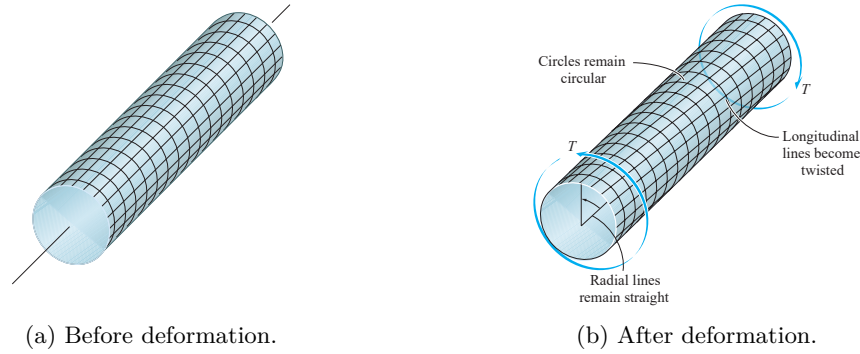 Circles remain
circular
T
T
Longitudinal
lines become
twisted
Radial lines
remain straight
(a) Before deformation.
(b) After deformation.